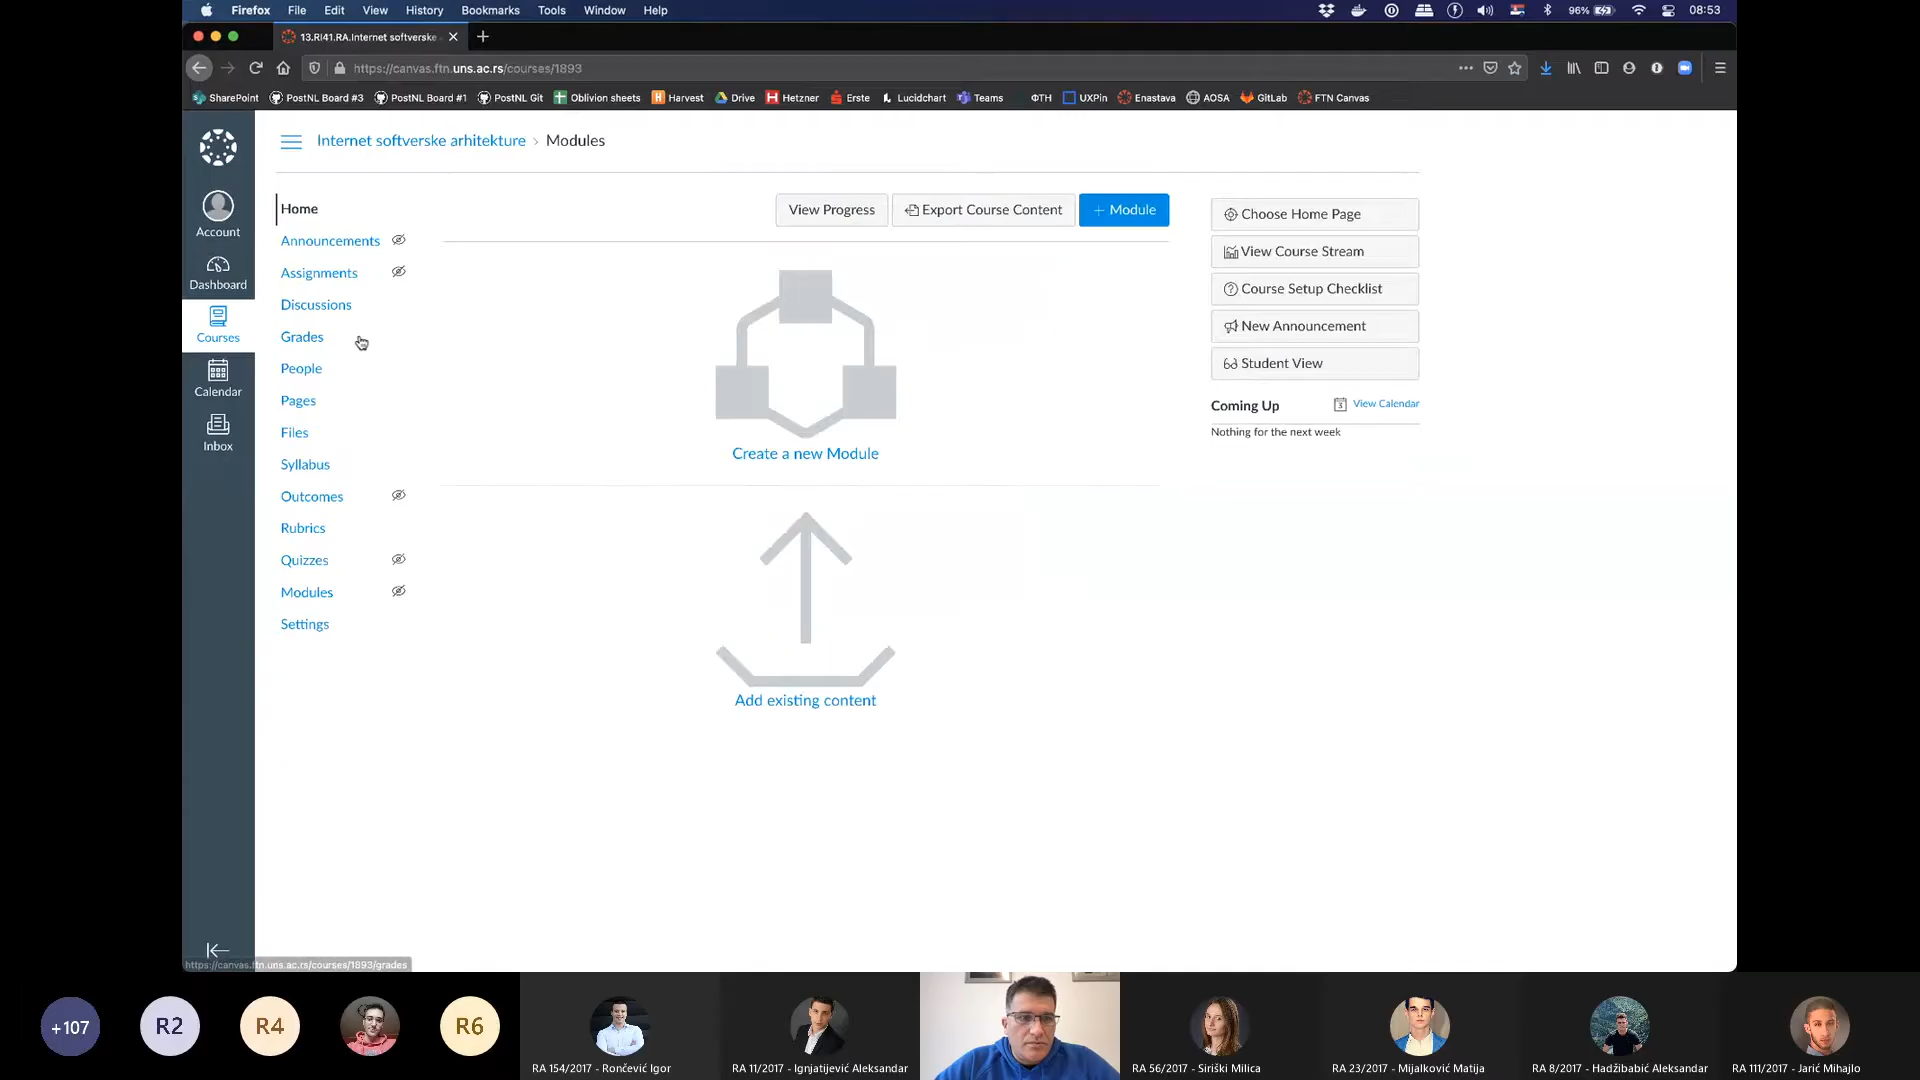 Firefox File Edit View History Bookmarks Tools Window Help 96% 08:53
13.RI41.RA.Internet softverske
https://canvas.ftn.uns.ac.rs/courses/1893
SharePoint PostNL Board #3 PostNL Board #1 PostNL Git Oblivion sheets Harvest Drive Hetzner Erste Lucidchart Teams ФТН UXPin Enastava AOSA GitLab FTN Canvas
Internet softverske arhitekture › Modules
Account
Dashboard
Courses
Calendar
Inbox
Home
Announcements
Assignments
Discussions
Grades
People
Pages
Files
Syllabus
Outcomes
Rubrics
Quizzes
Modules
Settings
View Progress Export Course Content + Module
Create a new Module
Add existing content
Choose Home Page
View Course Stream
Course Setup Checklist
New Announcement
Student View
Coming Up 3 View Calendar
Nothing for the next week
https://canvas.ftn.uns.ac.rs/courses/1893/grades
+107 R2 R4 R6
RA 154/2017 - Rončević Igor
RA 11/2017 - Ignjatijević Aleksandar
RA 56/2017 - Siriški Milica
RA 23/2017 - Mijalković Matija
RA 8/2017 - Hadžibabić Aleksandar
RA 111/2017 - Jarić Mihajlo